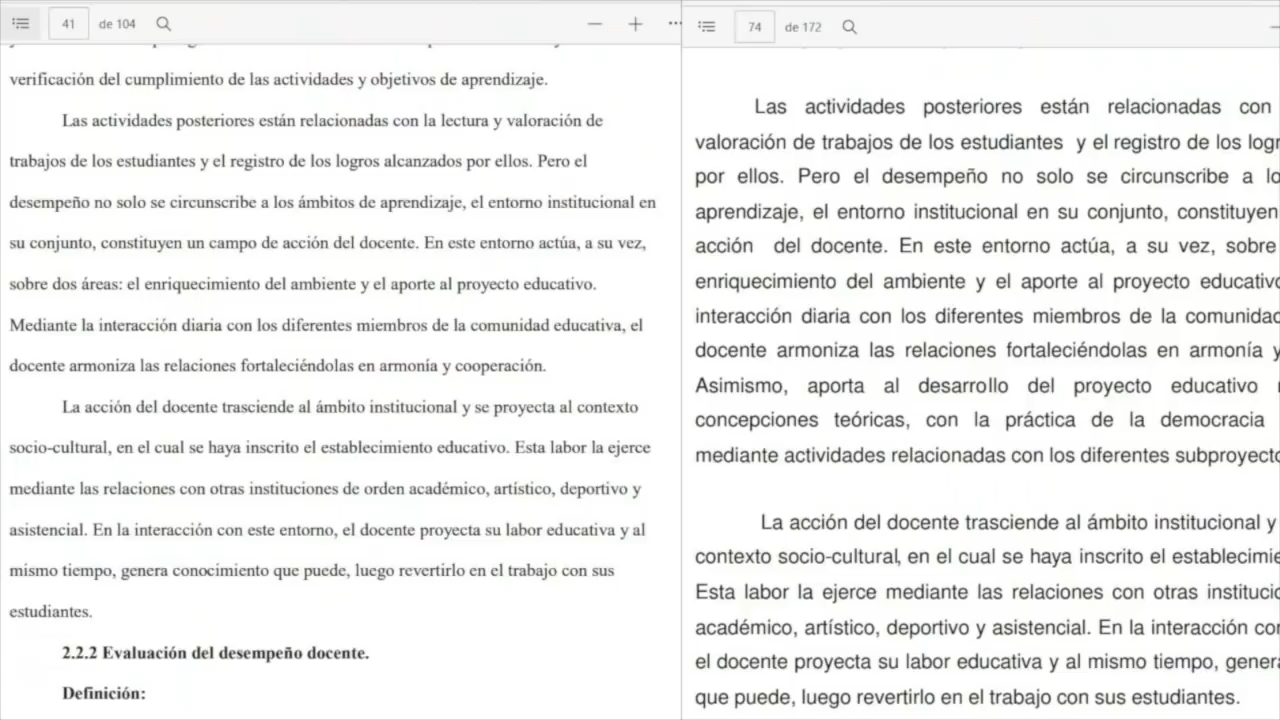 41 de 104
verificación del cumplimiento de las actividades y objetivos de aprendizaje.
Las actividades posteriores están relacionadas con la lectura y valoración de
trabajos de los estudiantes y el registro de los logros alcanzados por ellos. Pero el
desempeño no solo se circunscribe a los ámbitos de aprendizaje, el entorno institucional en
su conjunto, constituyen un campo de acción del docente. En este entorno actúa, a su vez,
sobre dos áreas: el enriquecimiento del ambiente y el aporte al proyecto educativo.
Mediante la interacción diaria con los diferentes miembros de la comunidad educativa, el
docente armoniza las relaciones fortaleciéndolas en armonía y cooperación.
La acción del docente trasciende al ámbito institucional y se proyecta al contexto
socio-cultural, en el cual se haya inscrito el establecimiento educativo. Esta labor la ejerce
mediante las relaciones con otras instituciones de orden académico, artístico, deportivo y
asistencial. En la interacción con este entorno, el docente proyecta su labor educativa y al
mismo tiempo, genera conocimiento que puede, luego revertirlo en el trabajo con sus
estudiantes.
2.2.2 Evaluación del desempeño docente.
Definición:
74 de 172
Las actividades posteriores están relacionadas con
valoración de trabajos de los estudiantes y el registro de los logr
por ellos. Pero el desempeño no solo se circunscribe a lo
aprendizaje, el entorno institucional en su conjunto, constituyen
acción del docente. En este entorno actúa, a su vez, sobre
enriquecimiento del ambiente y el aporte al proyecto educativo
interacción diaria con los diferentes miembros de la comunidad
docente armoniza las relaciones fortaleciéndolas en armonía y
Asimismo, aporta al desarrollo del proyecto educativo
concepciones teóricas, con la práctica de la democracia
mediante actividades relacionadas con los diferentes subproyecto
La acción del docente trasciende al ámbito institucional y
contexto socio-cultural, en el cual se haya inscrito el establecimie
Esta labor la ejerce mediante las relaciones con otras institucio
académico, artístico, deportivo y asistencial. En la interacción con
el docente proyecta su labor educativa y al mismo tiempo, genera
que puede, luego revertirlo en el trabajo con sus estudiantes.